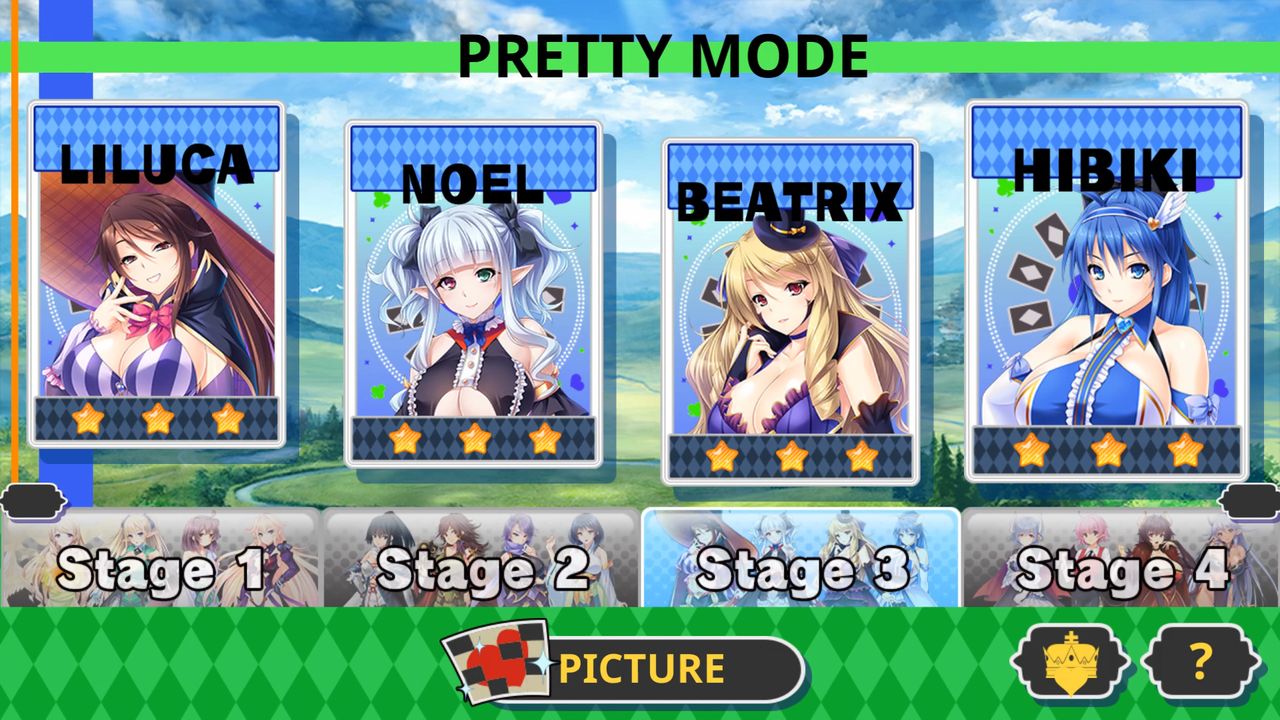 PRETTY MODE
LILUCA
NOEL
BEATRIX
HIBIKI
Stage 1
Stage 2
Stage 3
Stage 4
PICTURE
?